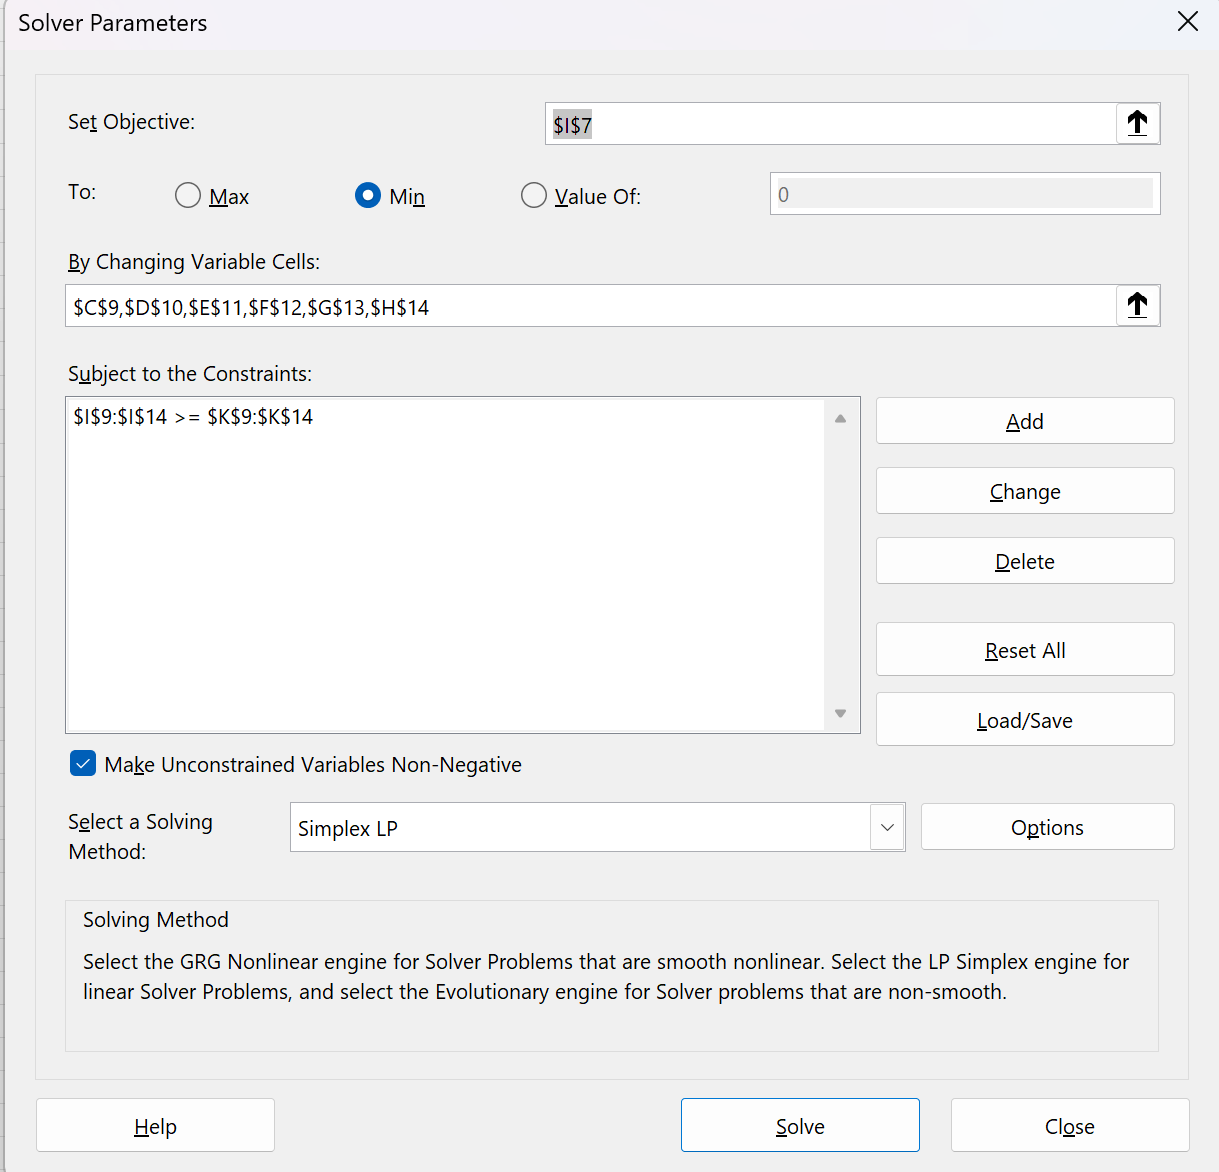 Solver Parameters
Set Objective:
$I$7
To:
Max
Min
Value Of:
0
By Changing Variable Cells:
$C$9,$D$10,$E$11,$F$12,$G$13,$H$14
Subject to the Constraints:
$I$9:$I$14 >= $K$9:$K$14
Add
Change
Delete
Reset All
Load/Save
Make Unconstrained Variables Non-Negative
Select a Solving
Method:
Simplex LP
Options
Solving Method
Select the GRG Nonlinear engine for Solver Problems that are smooth nonlinear. Select the LP Simplex engine for
linear Solver Problems, and select the Evolutionary engine for Solver problems that are non-smooth.
Help
Solve
Close